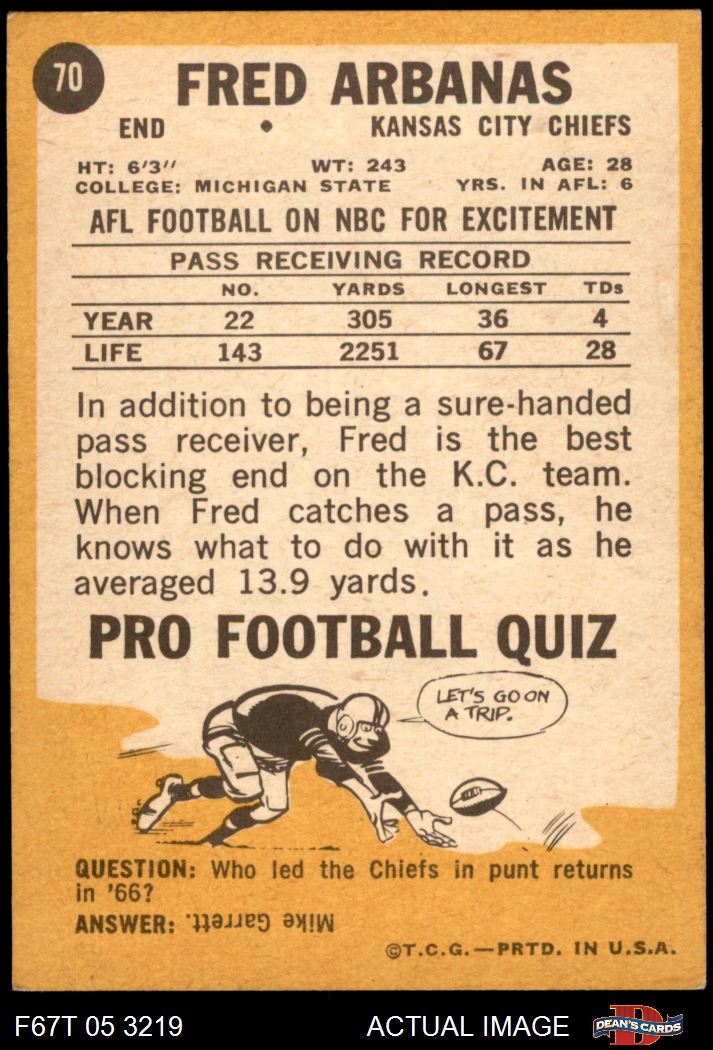 70
FRED ARBANAS
END • KANSAS CITY CHIEFS
HT: 6'3" WT: 243 AGE: 28
COLLEGE: MICHIGAN STATE YRS. IN AFL: 6
AFL FOOTBALL ON NBC FOR EXCITEMENT
PASS RECEIVING RECORD
NO. YARDS LONGEST TDs
YEAR 22 305 36 4
LIFE 143 2251 67 28
In addition to being a sure-handed
pass receiver, Fred is the best
blocking end on the K.C. team.
When Fred catches a pass, he
knows what to do with it as he
averaged 13.9 yards.
PRO FOOTBALL QUIZ
LET'S GO ON
A TRIP.
QUESTION: Who led the Chiefs in punt returns
in '66?
ANSWER: Mike Garrett.
©T.C.G.—PRTD. IN U.S.A.
F67T 05 3219 ACTUAL IMAGE D DEAN'S CARDS